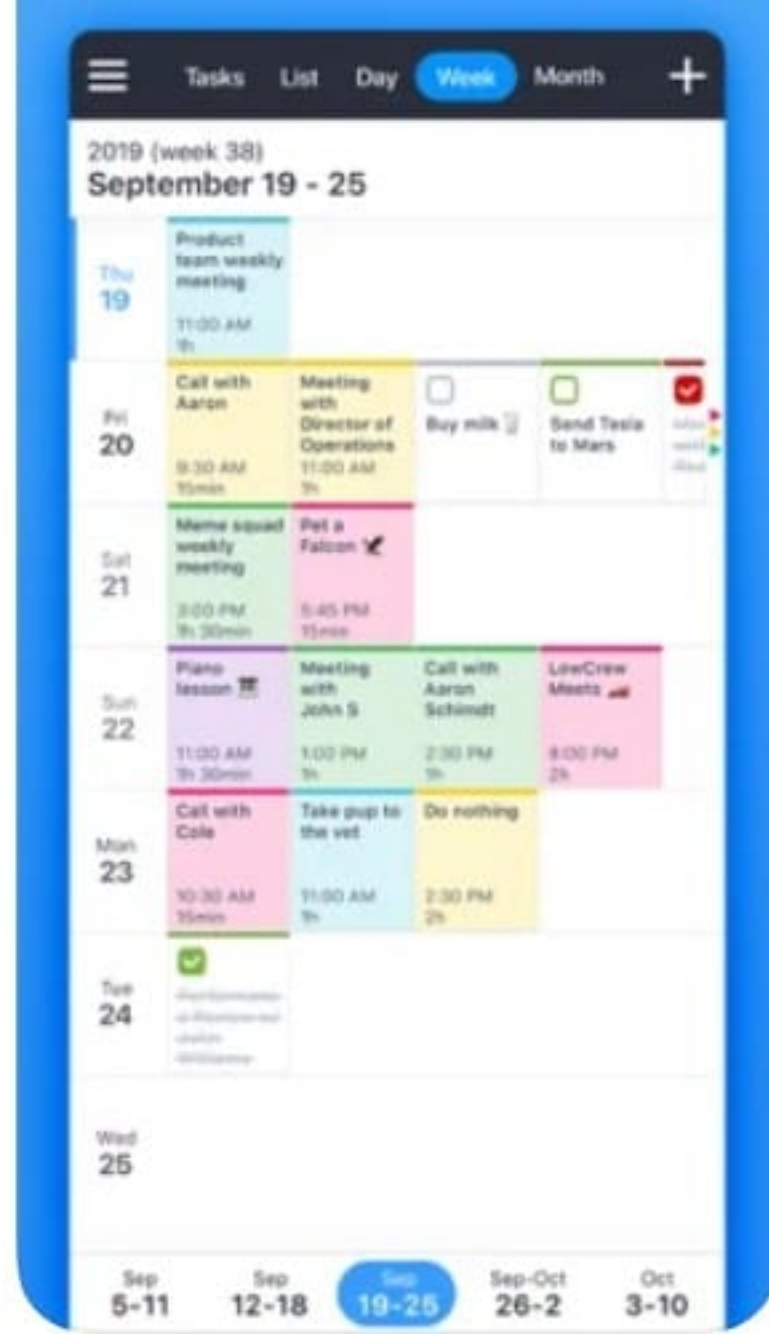 Tasks List Day Week Month
2019 (week 38)
September 19 - 25
Thu
19
Product
team weekly
meeting
11:00 AM
1h
Fri
20
Call with
Aaron
9:30 AM
15min
Meeting
with
Director of
Operations
11:00 AM
1h
Buy milk
Send Tesla
to Mars
Sat
21
Meme squad
weekly
meeting
3:00 PM
1h 30min
Pet a
Falcon
5:45 PM
15min
Sun
22
Piano
lesson
11:00 AM
1h 30min
Meeting
with
John S
1:00 PM
1h
Call with
Aaron
Schimdt
2:30 PM
1h
LowCrew
Meets
8:00 PM
2h
Mon
23
Call with
Cole
10:30 AM
15min
Take pup to
the vet
11:00 AM
1h
Do nothing
2:30 PM
2h
Tue
24
Wed
25
Sep
5-11
Sep
12-18
Sep
19-25
Sep-Oct
26-2
Oct
3-10